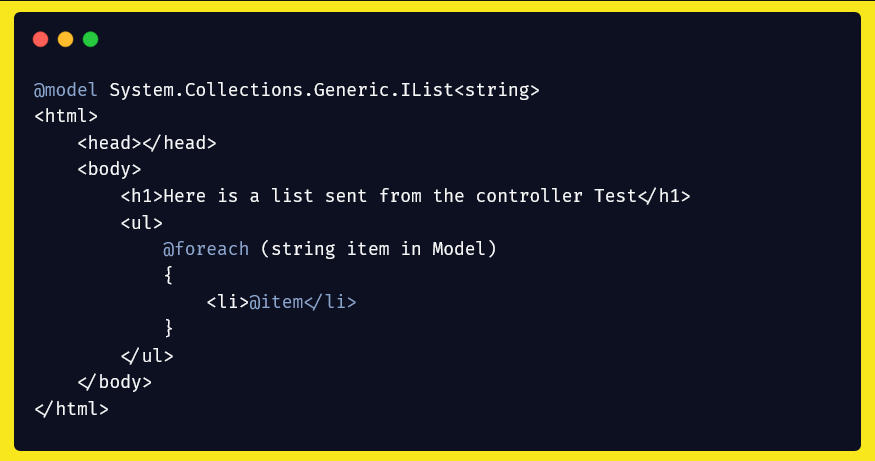 @model System.Collections.Generic.IList<string>
<html>
    <head></head>
    <body>
        <h1>Here is a list sent from the controller Test</h1>
        <ul>
            @foreach (string item in Model)
            {
                <li>@item</li>
            }
        </ul>
    </body>
</html>